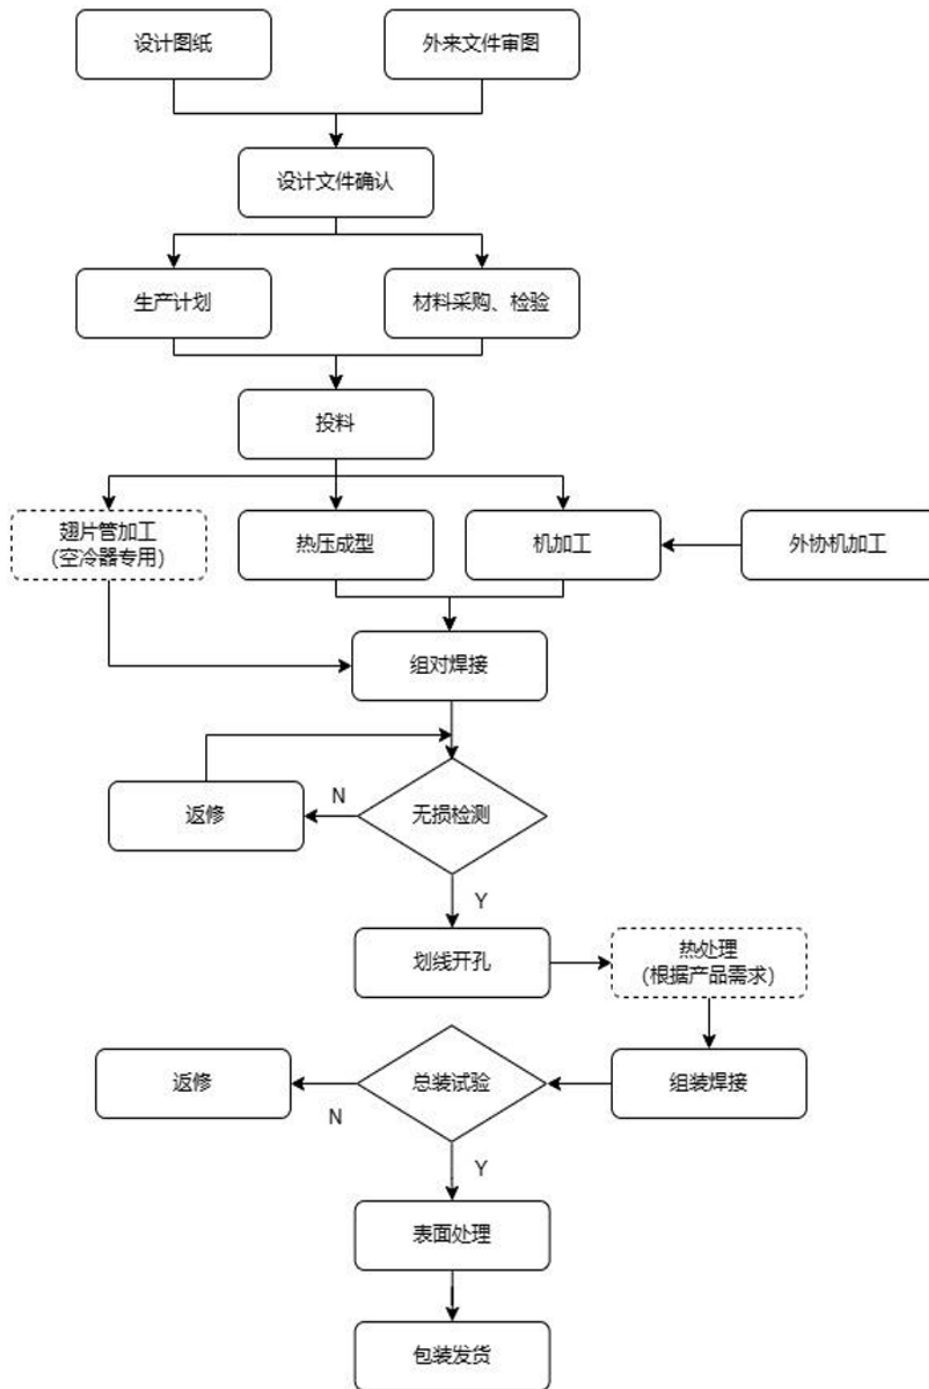 设计图纸
外来文件审图
设计文件确认
生产计划
材料采购、检验
投料
翅片管加工
（空冷器专用）
热压成型
机加工
外协机加工
组对焊接
返修
N
无损检测
Y
划线开孔
热处理
（根据产品需求）
返修
N
总装试验
组装焊接
Y
表面处理
包装发货